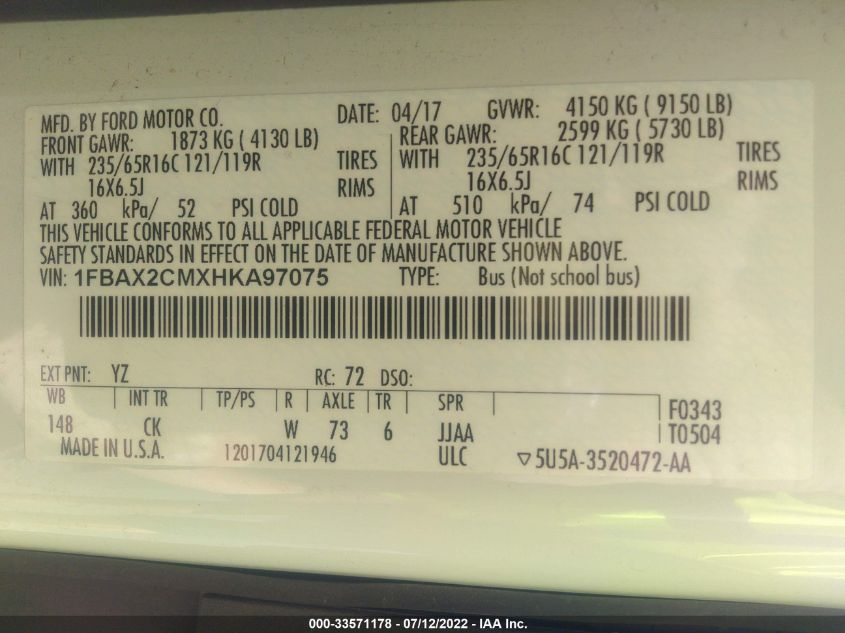 MFD. BY FORD MOTOR CO. DATE: 04/17 GVWR: 4150 KG ( 9150 LB)
FRONT GAWR: 1873 KG ( 4130 LB) REAR GAWR: 2599 KG ( 5730 LB)
WITH 235/65R16C 121/119R TIRES WITH 235/65R16C 121/119R TIRES
16X6.5J RIMS 16X6.5J RIMS
AT 360 kPa/ 52 PSI COLD AT 510 kPa/ 74 PSI COLD
THIS VEHICLE CONFORMS TO ALL APPLICABLE FEDERAL MOTOR VEHICLE
SAFETY STANDARDS IN EFFECT ON THE DATE OF MANUFACTURE SHOWN ABOVE.
VIN: 1FBAX2CMXHKA97075 TYPE: Bus (Not school bus)
EXT PNT: YZ RC: 72 DSO:
WB INT TR TP/PS R AXLE TR SPR F0343
148 CK W 73 6 JJAA T0504
MADE IN U.S.A. 1201704121946 ULC ▽5U5A-3520472-AA
000-33571178 - 07/12/2022 - IAA Inc.